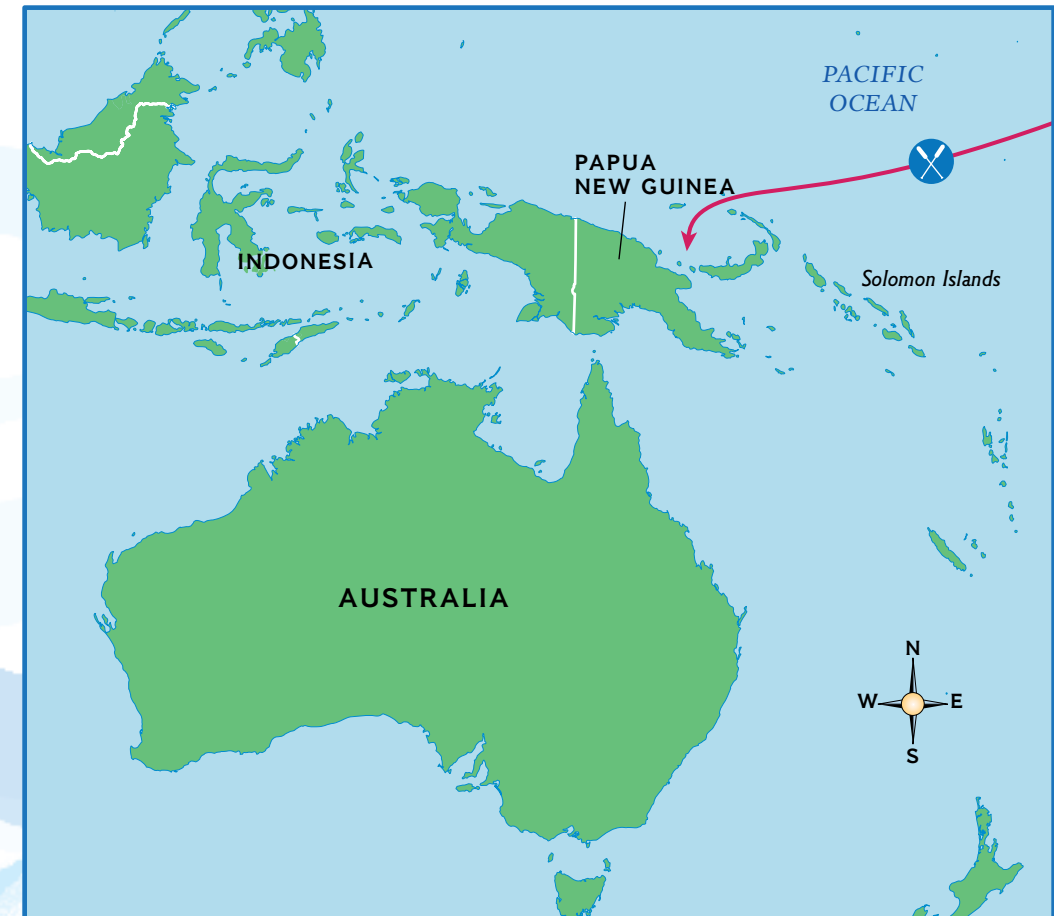 PACIFIC
OCEAN
PAPUA
NEW GUINEA
INDONESIA
Solomon Islands
AUSTRALIA
N
W
E
S